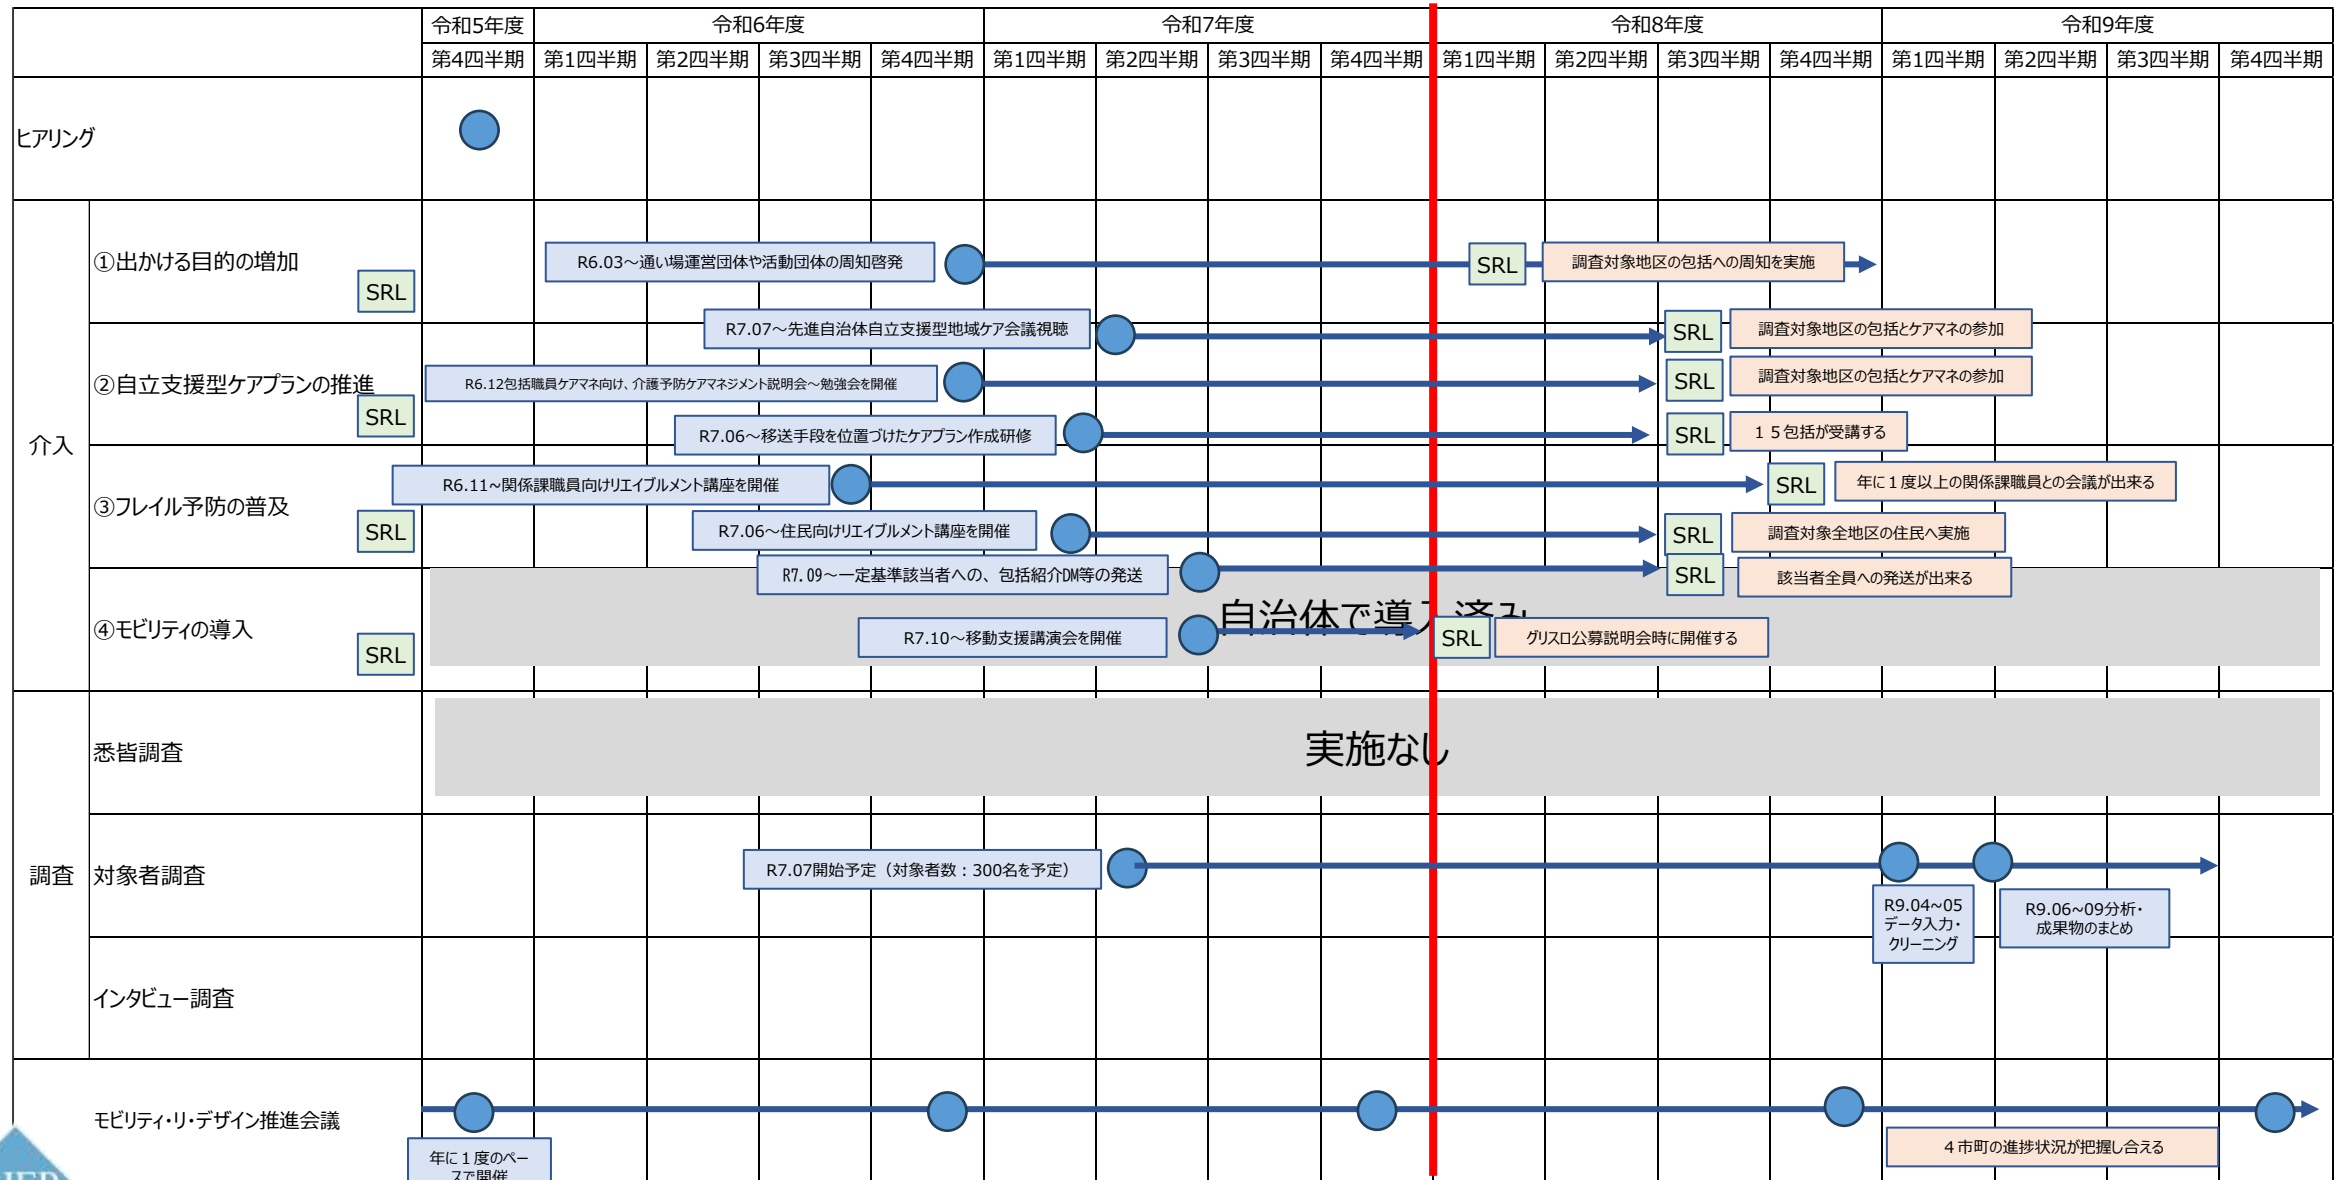 令和5年度 令和6年度 令和7年度 令和8年度 令和9年度
第4四半期 第1四半期 第2四半期 第3四半期 第4四半期 第1四半期 第2四半期 第3四半期 第4四半期 第1四半期 第2四半期 第3四半期 第4四半期 第1四半期 第2四半期 第3四半期 第4四半期
ヒアリング
介入
①出かける目的の増加
SRL
R6.03～通い場運営団体や活動団体の周知啓発
SRL
調査対象地区の包括への周知を実施
②自立支援型ケアプランの推進
SRL
R7.07～先進自治体自立支援型地域ケア会議視聴
SRL
調査対象地区の包括とケアマネの参加
R6.12包括職員ケアマネ向け、介護予防ケアマネジメント説明会～勉強会を開催
SRL
調査対象地区の包括とケアマネの参加
R7.06～移送手段を位置づけたケアプラン作成研修
SRL
１５包括が受講する
③フレイル予防の普及
SRL
R6.11~関係課職員向けリエイブルメント講座を開催
SRL
年に１度以上の関係課職員との会議が出来る
R7.06～住民向けリエイブルメント講座を開催
SRL
調査対象全地区の住民へ実施
R7.09～一定基準該当者への、包括紹介DM等の発送
SRL
該当者全員への発送が出来る
④モビリティの導入
SRL
自治体で導入済み
R7.10～移動支援講演会を開催
SRL
グリスロ公募説明会時に開催する
調査
悉皆調査
実施なし
対象者調査
R7.07開始予定（対象者数：300名を予定）
R9.04~05
データ入力・
クリーニング
R9.06~09分析・
成果物のまとめ
インタビュー調査
モビリティ・リ・デザイン推進会議
年に１度のペー
スで開催
４市町の進捗状況が把握し合える